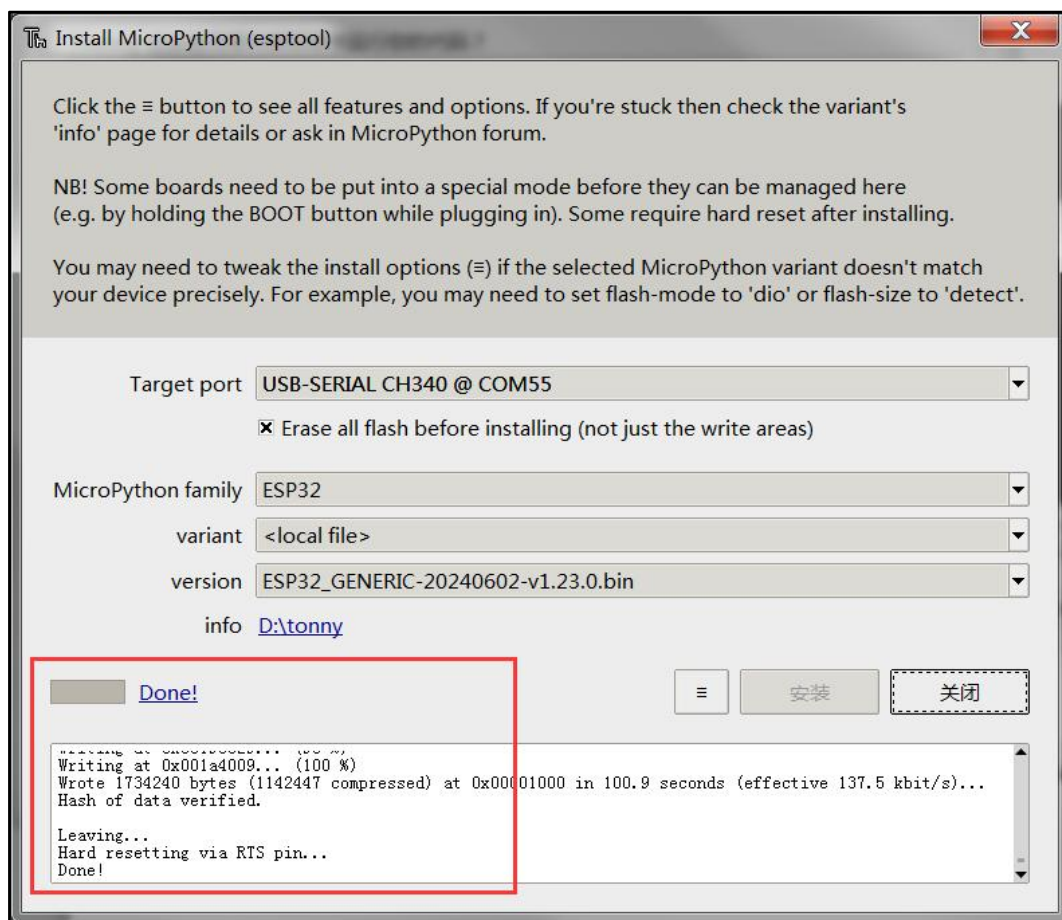 Install MicroPython (esptool)
Click the ≡ button to see all features and options. If you're stuck then check the variant's
'info' page for details or ask in MicroPython forum.
NB! Some boards need to be put into a special mode before they can be managed here
(e.g. by holding the BOOT button while plugging in). Some require hard reset after installing.
You may need to tweak the install options (≡) if the selected MicroPython variant doesn't match
your device precisely. For example, you may need to set flash-mode to 'dio' or flash-size to 'detect'.
Target port USB-SERIAL CH340 @ COM55
Erase all flash before installing (not just the write areas)
MicroPython family ESP32
variant <local file>
version ESP32_GENERIC-20240602-v1.23.0.bin
info D:\tonny
Done! ≡ 安装 关闭
Writing at 0x001a4009... (100 %)
Wrote 1734240 bytes (1142447 compressed) at 0x00001000 in 100.9 seconds (effective 137.5 kbit/s)...
Hash of data verified.
Leaving...
Hard resetting via RTS pin...
Done!